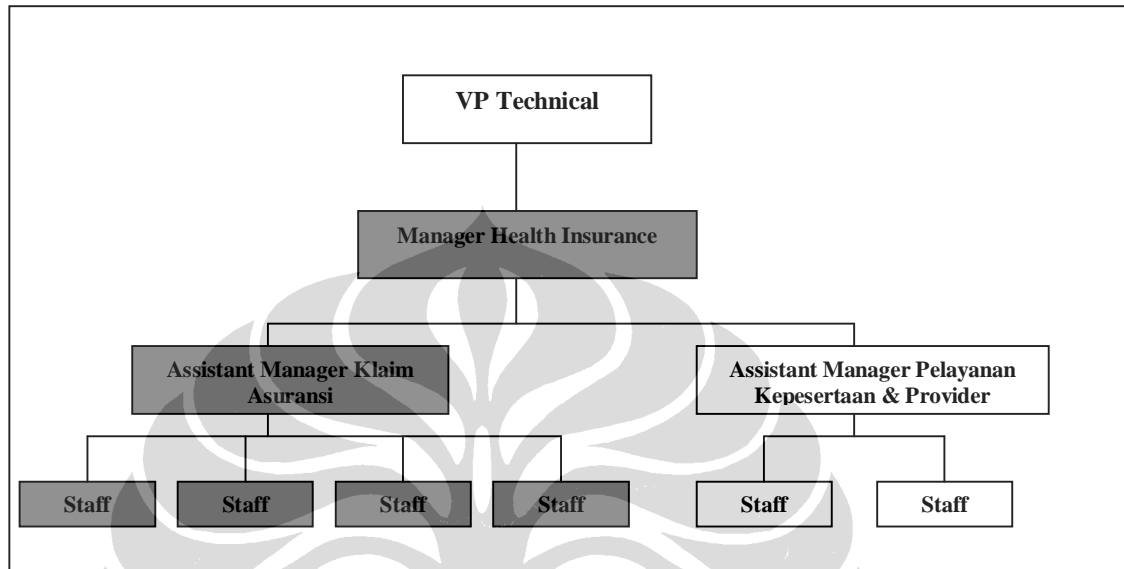 VP Technical
Manager Health Insurance
Assistant Manager Klaim
Asuransi
Assistant Manager Pelayanan
Kepesertaan & Provider
Staff
Staff
Staff
Staff
Staff
Staff